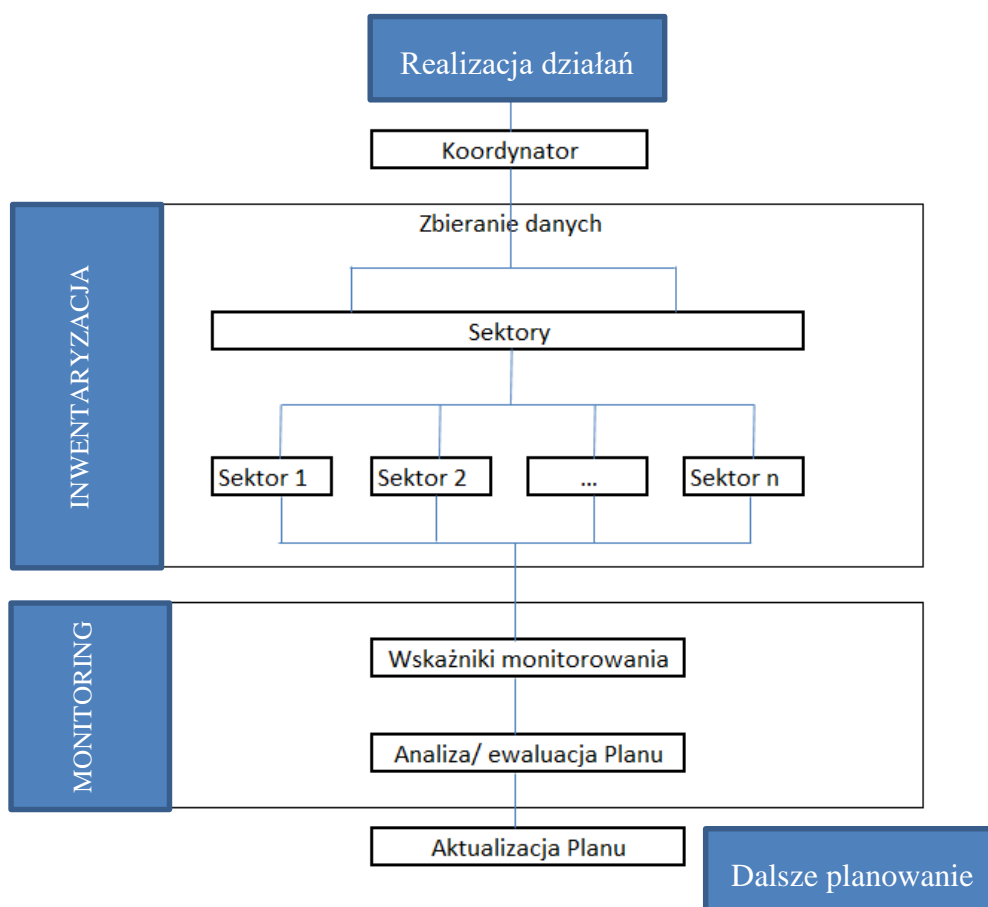 Realizacja działań
Koordynator
INWENTARYZACJA
Zbieranie danych
Sektory
Sektor 1
Sektor 2
...
Sektor n
MONITORING
Wskaźniki monitorowania
Analiza/ ewaluacja Planu
Aktualizacja Planu
Dalsze planowanie